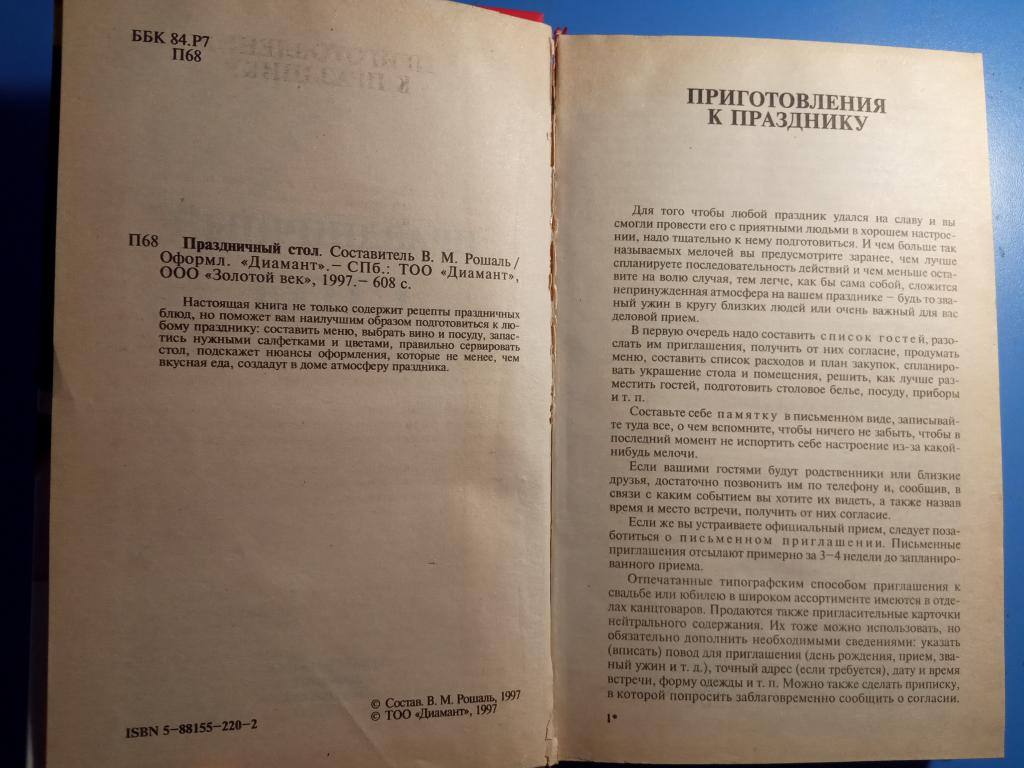 ББК 84.Р7
П68
П68 Праздничный стол. Составитель В. М. Рошаль/
Оформл. «Диамант».– СПб.: ТОО «Диамант»,
ООО «Золотой век», 1997.– 608 с.
Настоящая книга не только содержит рецепты праздничных
блюд, но поможет вам наилучшим образом подготовиться к лю-
бому празднику: составить меню, выбрать вино и посуду, запас-
тись нужными салфетками и цветами, правильно сервировать
стол, подскажет нюансы оформления, которые не менее, чем
вкусная еда, создадут в доме атмосферу праздника.
© Состав. В. М. Рошаль, 1997
© ТОО «Диамант», 1997
ISBN 5–88155–220–2
ПРИГОТОВЛЕНИЯ
К ПРАЗДНИКУ
Для того чтобы любой праздник удался на славу и вы
смогли провести его с приятными людьми в хорошем настрое-
нии, надо тщательно к нему подготовиться. И чем больше так
называемых мелочей вы предусмотрите заранее, чем лучше
спланируете последовательность действий и чем меньше оста-
вите на волю случая, тем легче, как бы сама собой, сложится
непринужденная атмосфера на вашем празднике – будь то зва-
ный ужин в кругу близких людей или очень важный для вас
деловой прием.
В первую очередь надо составить список гостей, разо-
слать им приглашения, получить от них согласие, продумать
меню, составить список расходов и план закупок, спланиро-
вать украшение стола и помещения, решить, как лучше раз-
местить гостей, подготовить столовое белье, посуду, приборы
и т. п.
Составьте себе памятку в письменном виде, записывай-
те туда все, о чем вспомните, чтобы ничего не забыть, чтобы в
последний момент не испортить себе настроение из-за какой-
нибудь мелочи.
Если вашими гостями будут родственники или близкие
друзья, достаточно позвонить им по телефону и, сообщив, в
связи с каким событием вы хотите их видеть, а также назвав
время и место встречи, получить от них согласие.
Если же вы устраиваете официальный прием, следует поза-
ботиться о письменном приглашении. Письменные
приглашения отсылают примерно за 3–4 недели до запланиро-
ванного приема.
Отпечатанные типографским способом приглашения к
свадьбе или юбилею в широком ассортименте имеются в отде-
лах канцтоваров. Продаются также пригласительные карточки
нейтрального содержания. Их тоже можно использовать, но
обязательно дополнить необходимыми сведениями: указать
(вписать) повод для приглашения (день рождения, прием, зва-
ный ужин и т. д.), точный адрес (если требуется), дату и время
встречи, форму одежды и т. п. Можно также сделать приписку,
в которой попросить заблаговременно сообщить о согласии.
1*